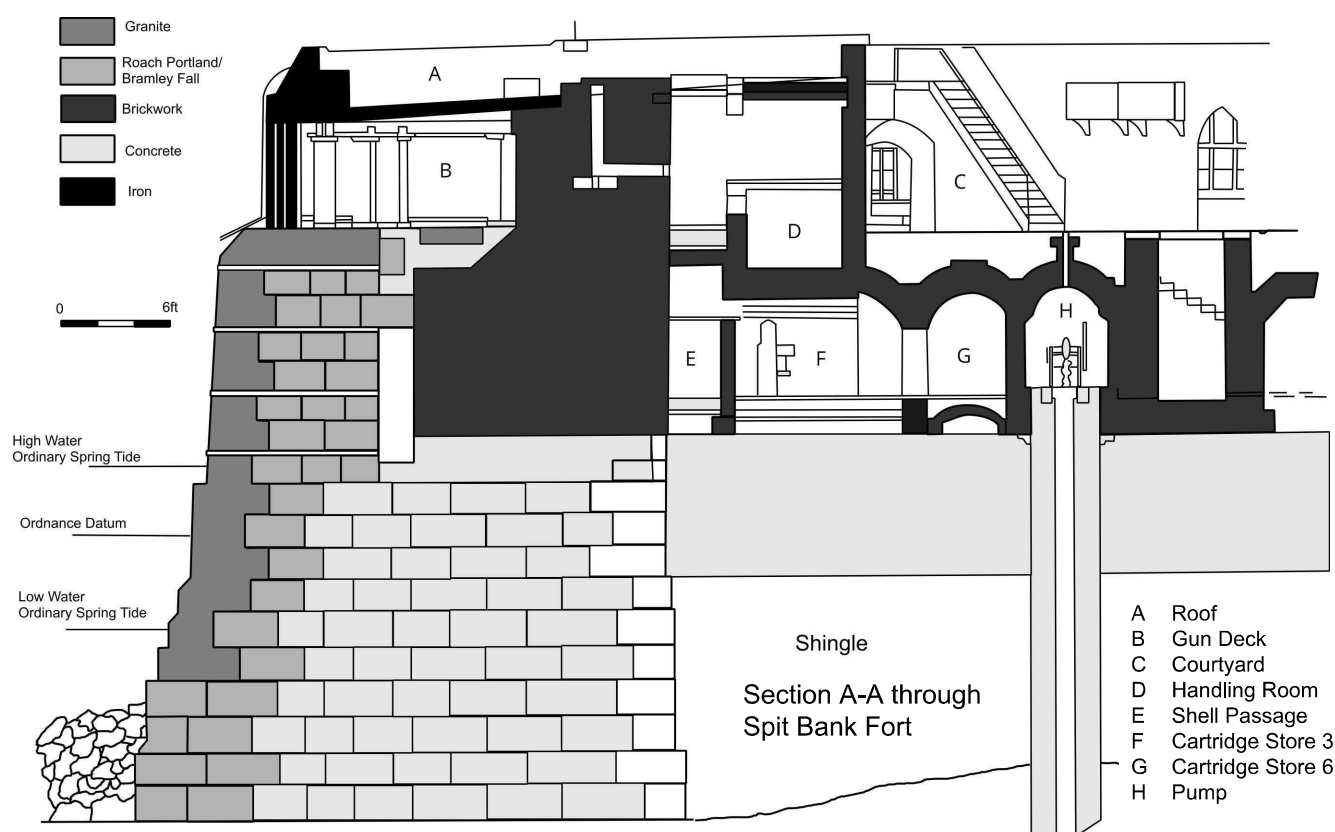 Granite
Roach Portland/
Bramley Fall
Brickwork
Concrete
Iron
A
B
C
D
0 6ft
E
F
G
H
High Water
Ordinary Spring Tide
Ordnance Datum
Low Water
Ordinary Spring Tide
Shingle
Section A-A through
Spit Bank Fort
A Roof
B Gun Deck
C Courtyard
D Handling Room
E Shell Passage
F Cartridge Store 3
G Cartridge Store 6
H Pump